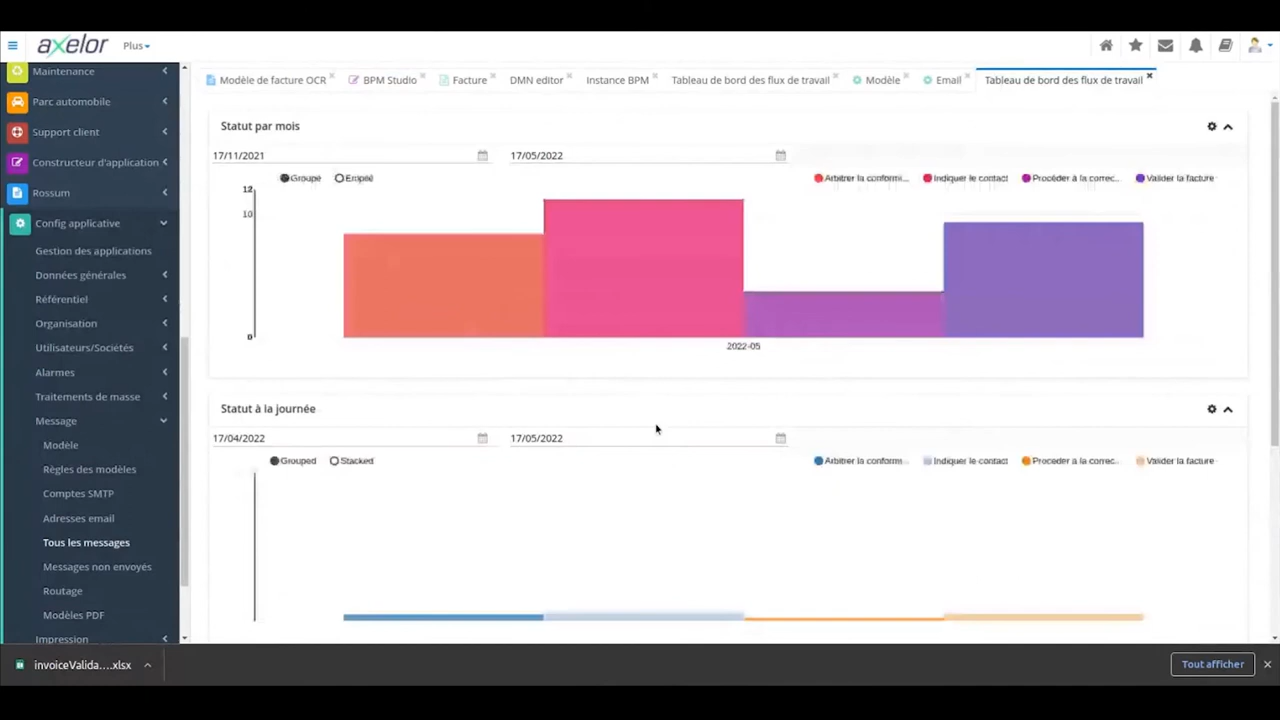 axelor
Plus
Maintenance
Parc automobile
Support client
Constructeur d'application
Rossum
Config applicative
Gestion des applications
Données générales
Référentiel
Organisation
Utilisateurs/Sociétés
Alarmes
Traitements de masse
Message
Modèle
Règles des modèles
Comptes SMTP
Adresses email
Tous les messages
Messages non envoyés
Routage
Modèles PDF
Impression
Modèle de facture OCR
BPM Studio
Facture
DMN editor
Instance BPM
Tableau de bord des flux de travail
Modèle
Email
Tableau de bord des flux de travail
Statut par mois
17/11/2021 17/05/2022
Groupé Empilé
Arbitrer la conformi... Indiquer le contact Procéder à la correc... Valider la facture
12
10
0
2022-05
Statut à la journée
17/04/2022 17/05/2022
Grouped Stacked
Arbitrer la conformi... Indiquer le contact Procéder à la correc... Valider la facture
invoiceValida....xlsx
Tout afficher